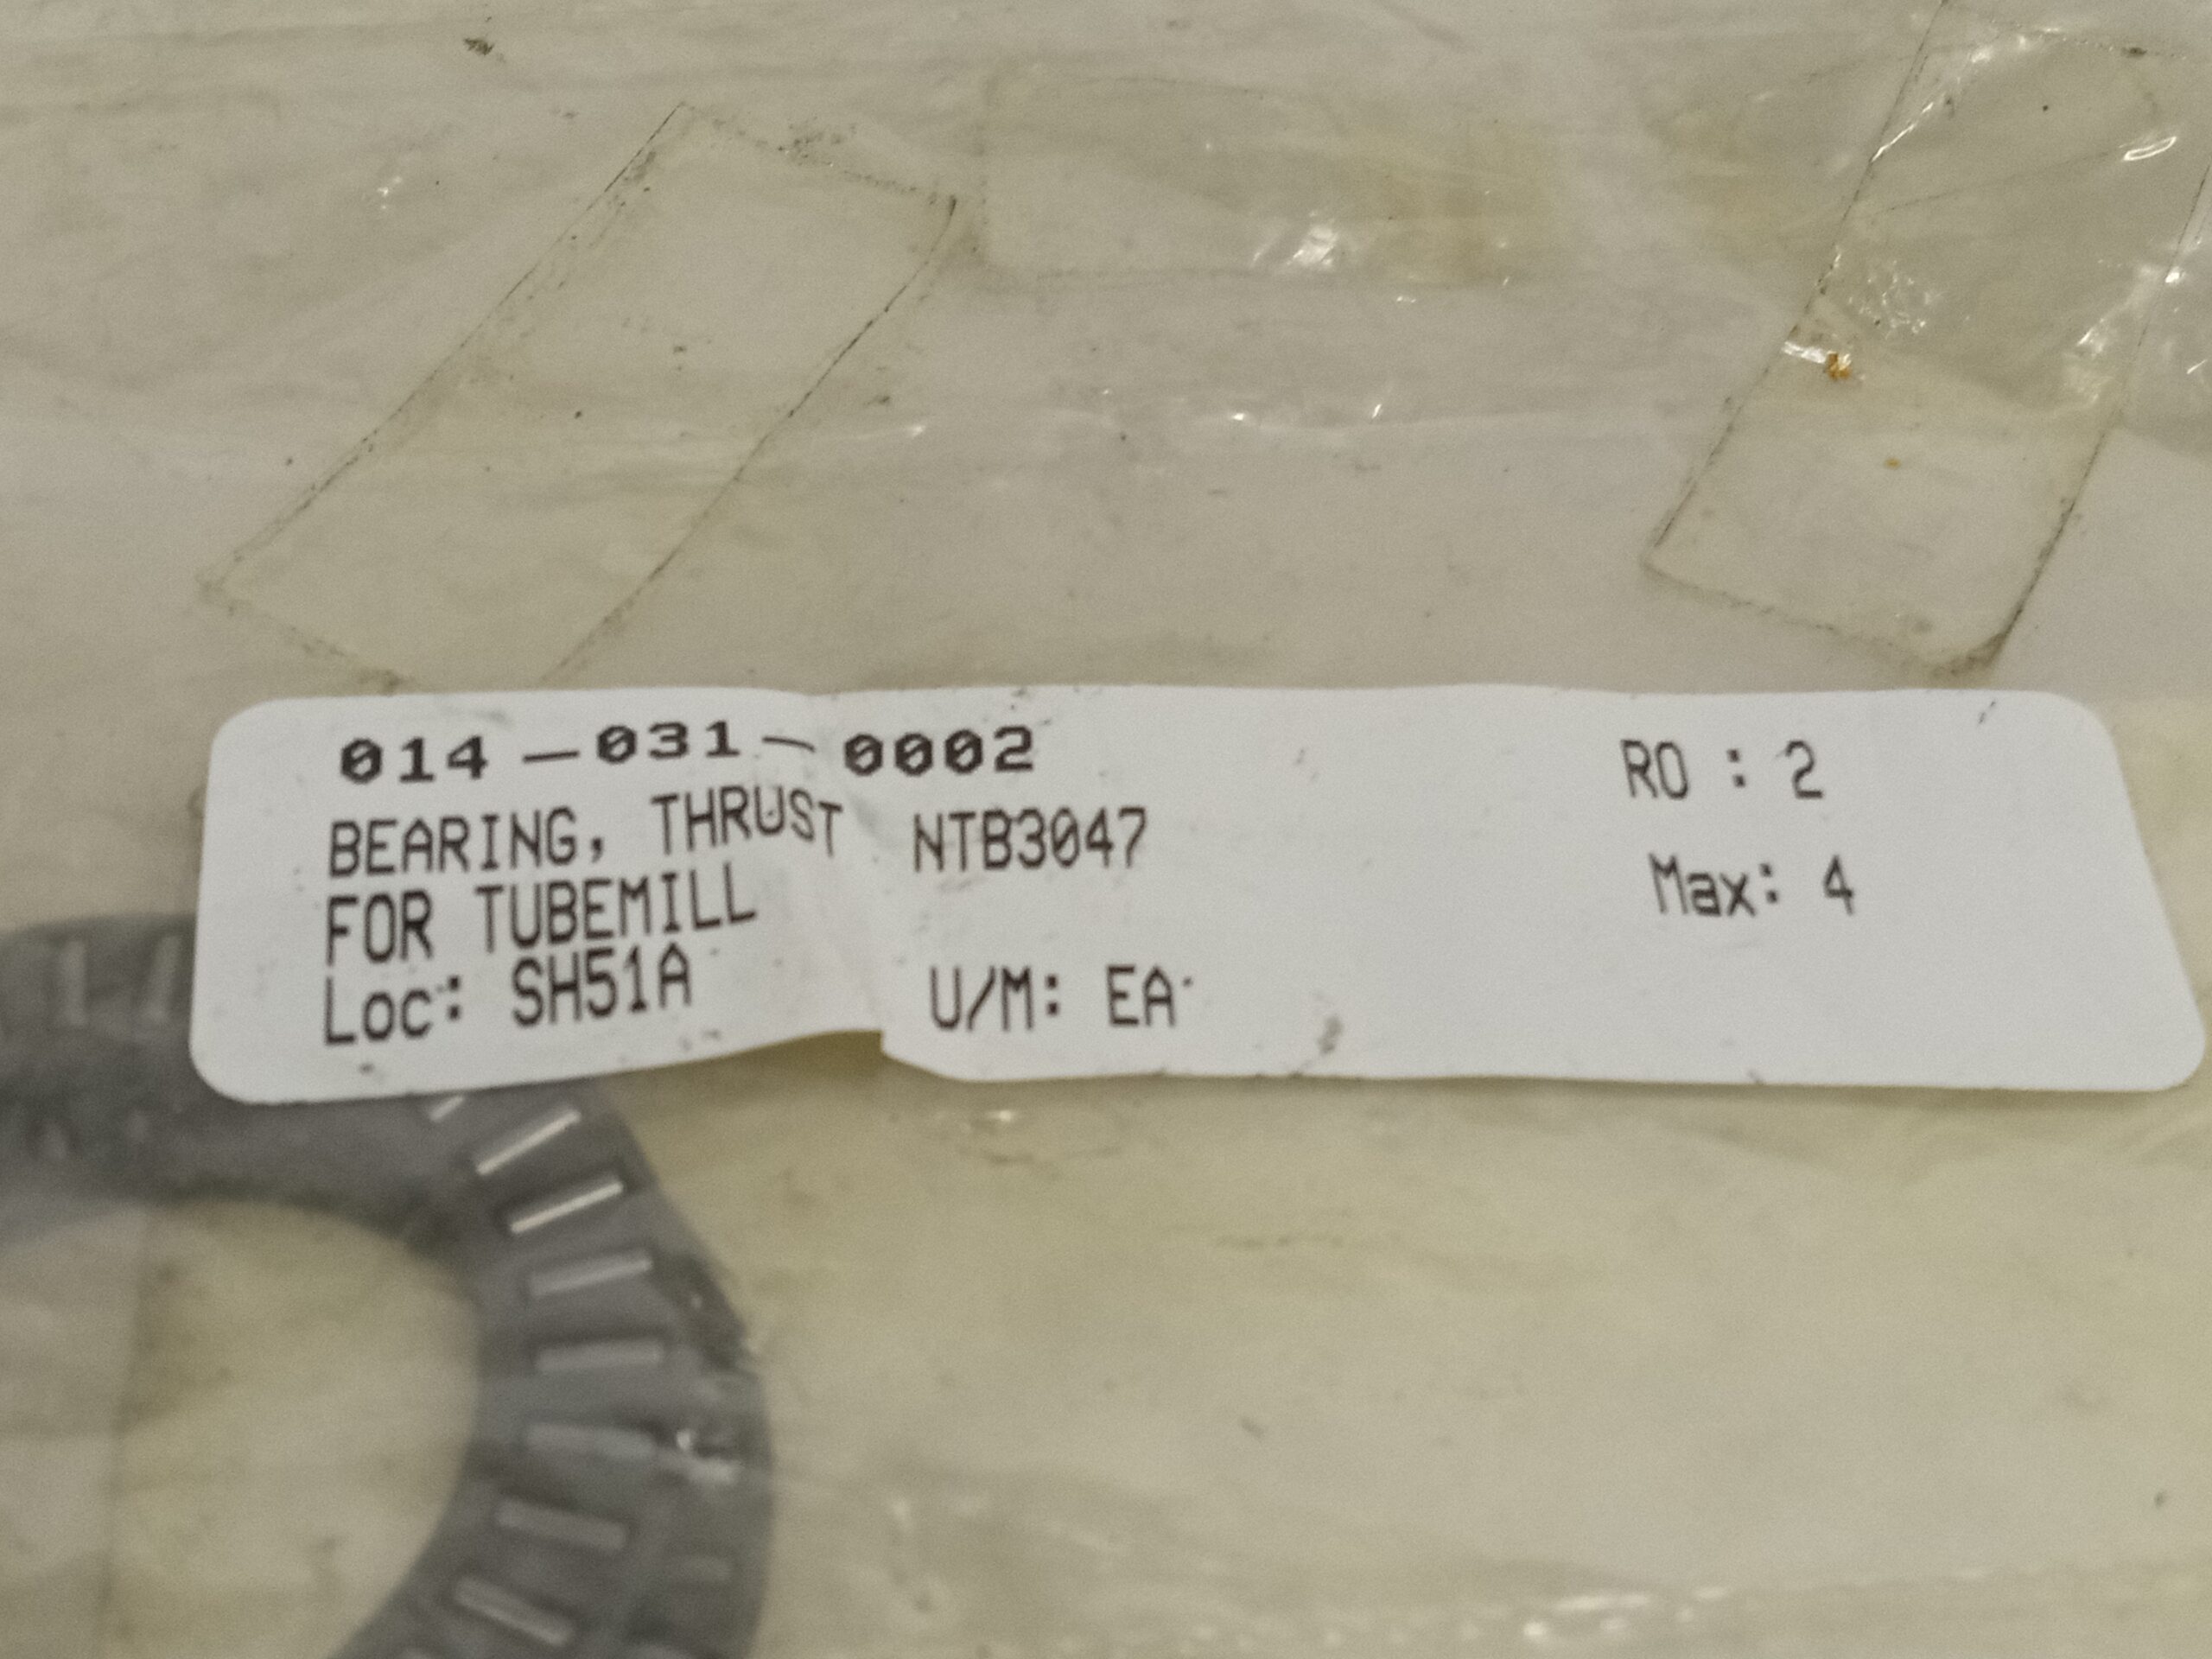 014-031-0002 RO : 2
BEARING, THRUST NTB3047
FOR TUBEMILL Max: 4
Loc: SH51A U/M: EA